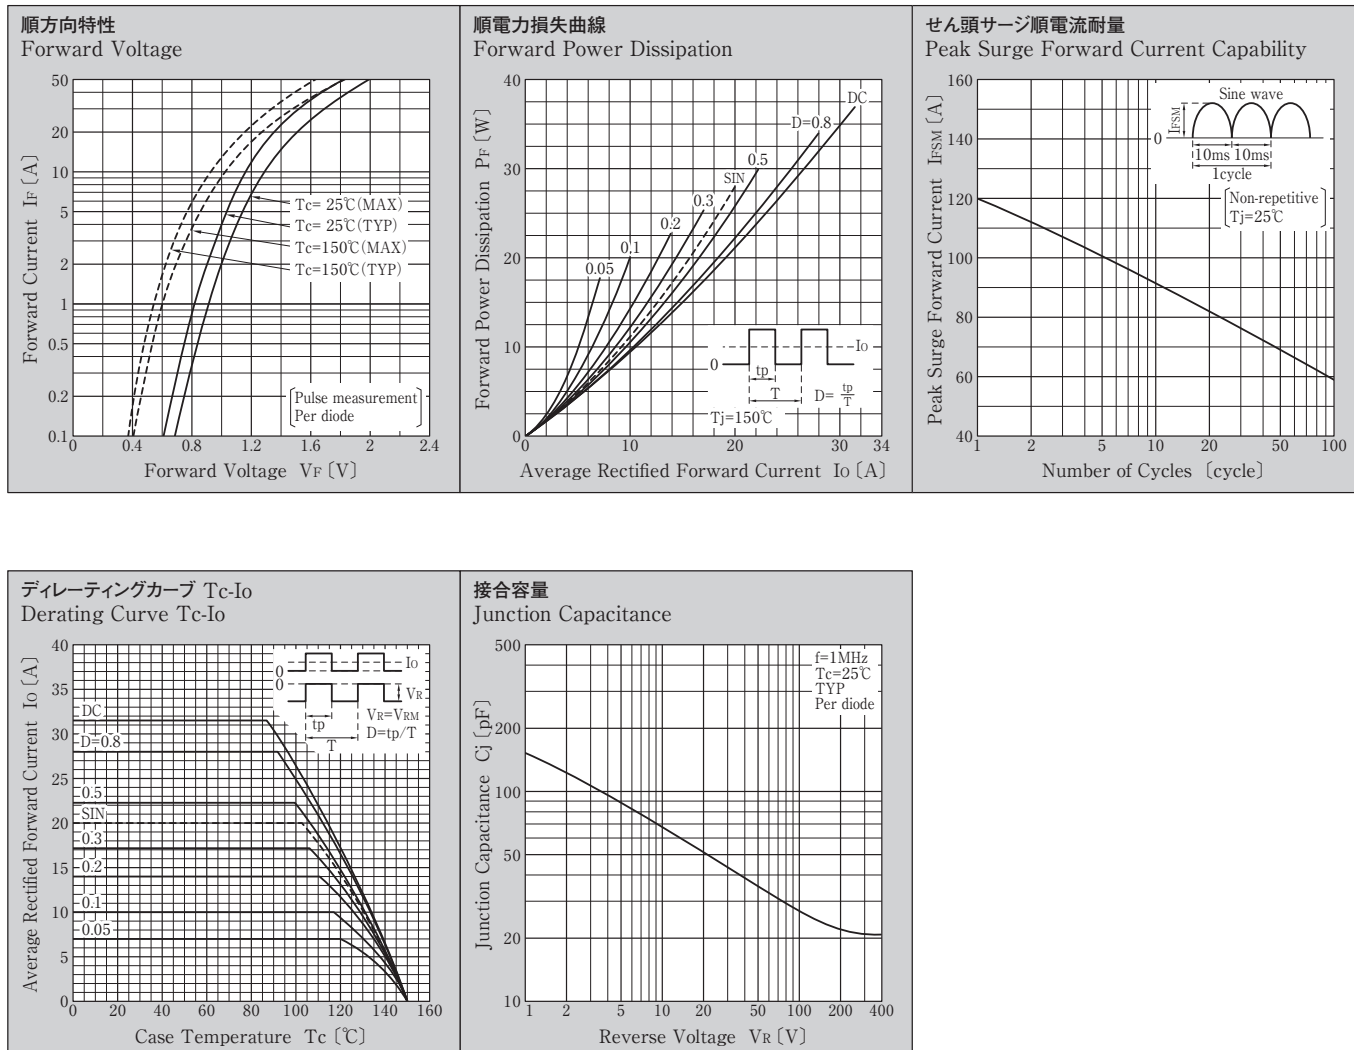 順方向特性
Forward Voltage
Forward Current IF〔A〕
50
20
10
5
2
1
0.5
0.2
0.1
Tc= 25℃(MAX)
Tc= 25℃(TYP)
Tc=150℃(MAX)
Tc=150℃(TYP)
Pulse measurement
Per diode
0 0.4 0.8 1.2 1.6 2 2.4
Forward Voltage VF〔V〕
順電力損失曲線
Forward Power Dissipation
Forward Power Dissipation PF〔W〕
40
30
20
10
0
DC
D=0.8
0.5
SIN
0.3
0.2
0.1
0.05
Io
0
tp
T
D= tp/T
Tj=150℃
0 10 20 30 34
Average Rectified Forward Current Io〔A〕
せん頭サージ順電流耐量
Peak Surge Forward Current Capability
Peak Surge Forward Current IFSM〔A〕
160
140
120
100
80
60
40
Sine wave
IFSM
0
10ms 10ms
1cycle
Non-repetitive
Tj=25℃
1 2 5 10 20 50 100
Number of Cycles〔cycle〕
ディレーティングカーブ Tc-Io
Derating Curve Tc-Io
Average Rectified Forward Current Io〔A〕
40
35
30
25
20
15
10
5
0
DC
D=0.8
0.5
SIN
0.3
0.2
0.1
0.05
0
Io
0
VR
tp
T
VR=VRM
D=tp/T
0 20 40 60 80 100 120 140 160
Case Temperature Tc〔℃〕
接合容量
Junction Capacitance
Junction Capacitance Cj〔pF〕
500
200
100
50
20
10
f=1MHz
Tc=25℃
TYP
Per diode
1 2 5 10 20 50 100 200 400
Reverse Voltage VR〔V〕